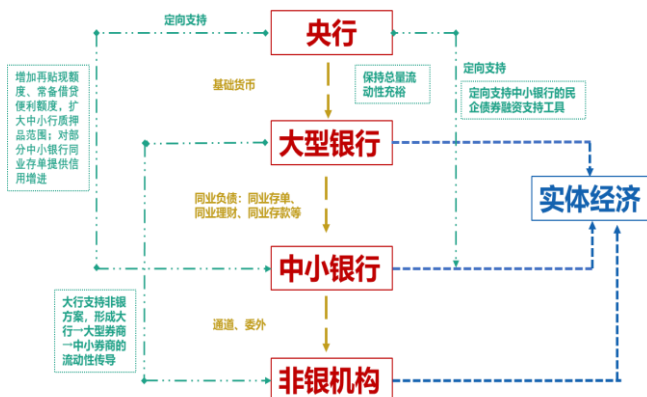 定向支持
央行
增加再贴现额
度、常备借贷
便利额度，扩
大中小行质押
品范围；对部
分中小银行同
业存单提供信
用增进
基础货币
保持总量流
动性充裕
定向支持
定向支持中小银行的民
企债券融资支持工具
大型银行
同业负债：同业存单、
同业理财、同业存款等
实体经济
中小银行
大行支持非银
方案，形成大
行→大型券商
→中小券商的
流动性传导
通道、委外
非银机构